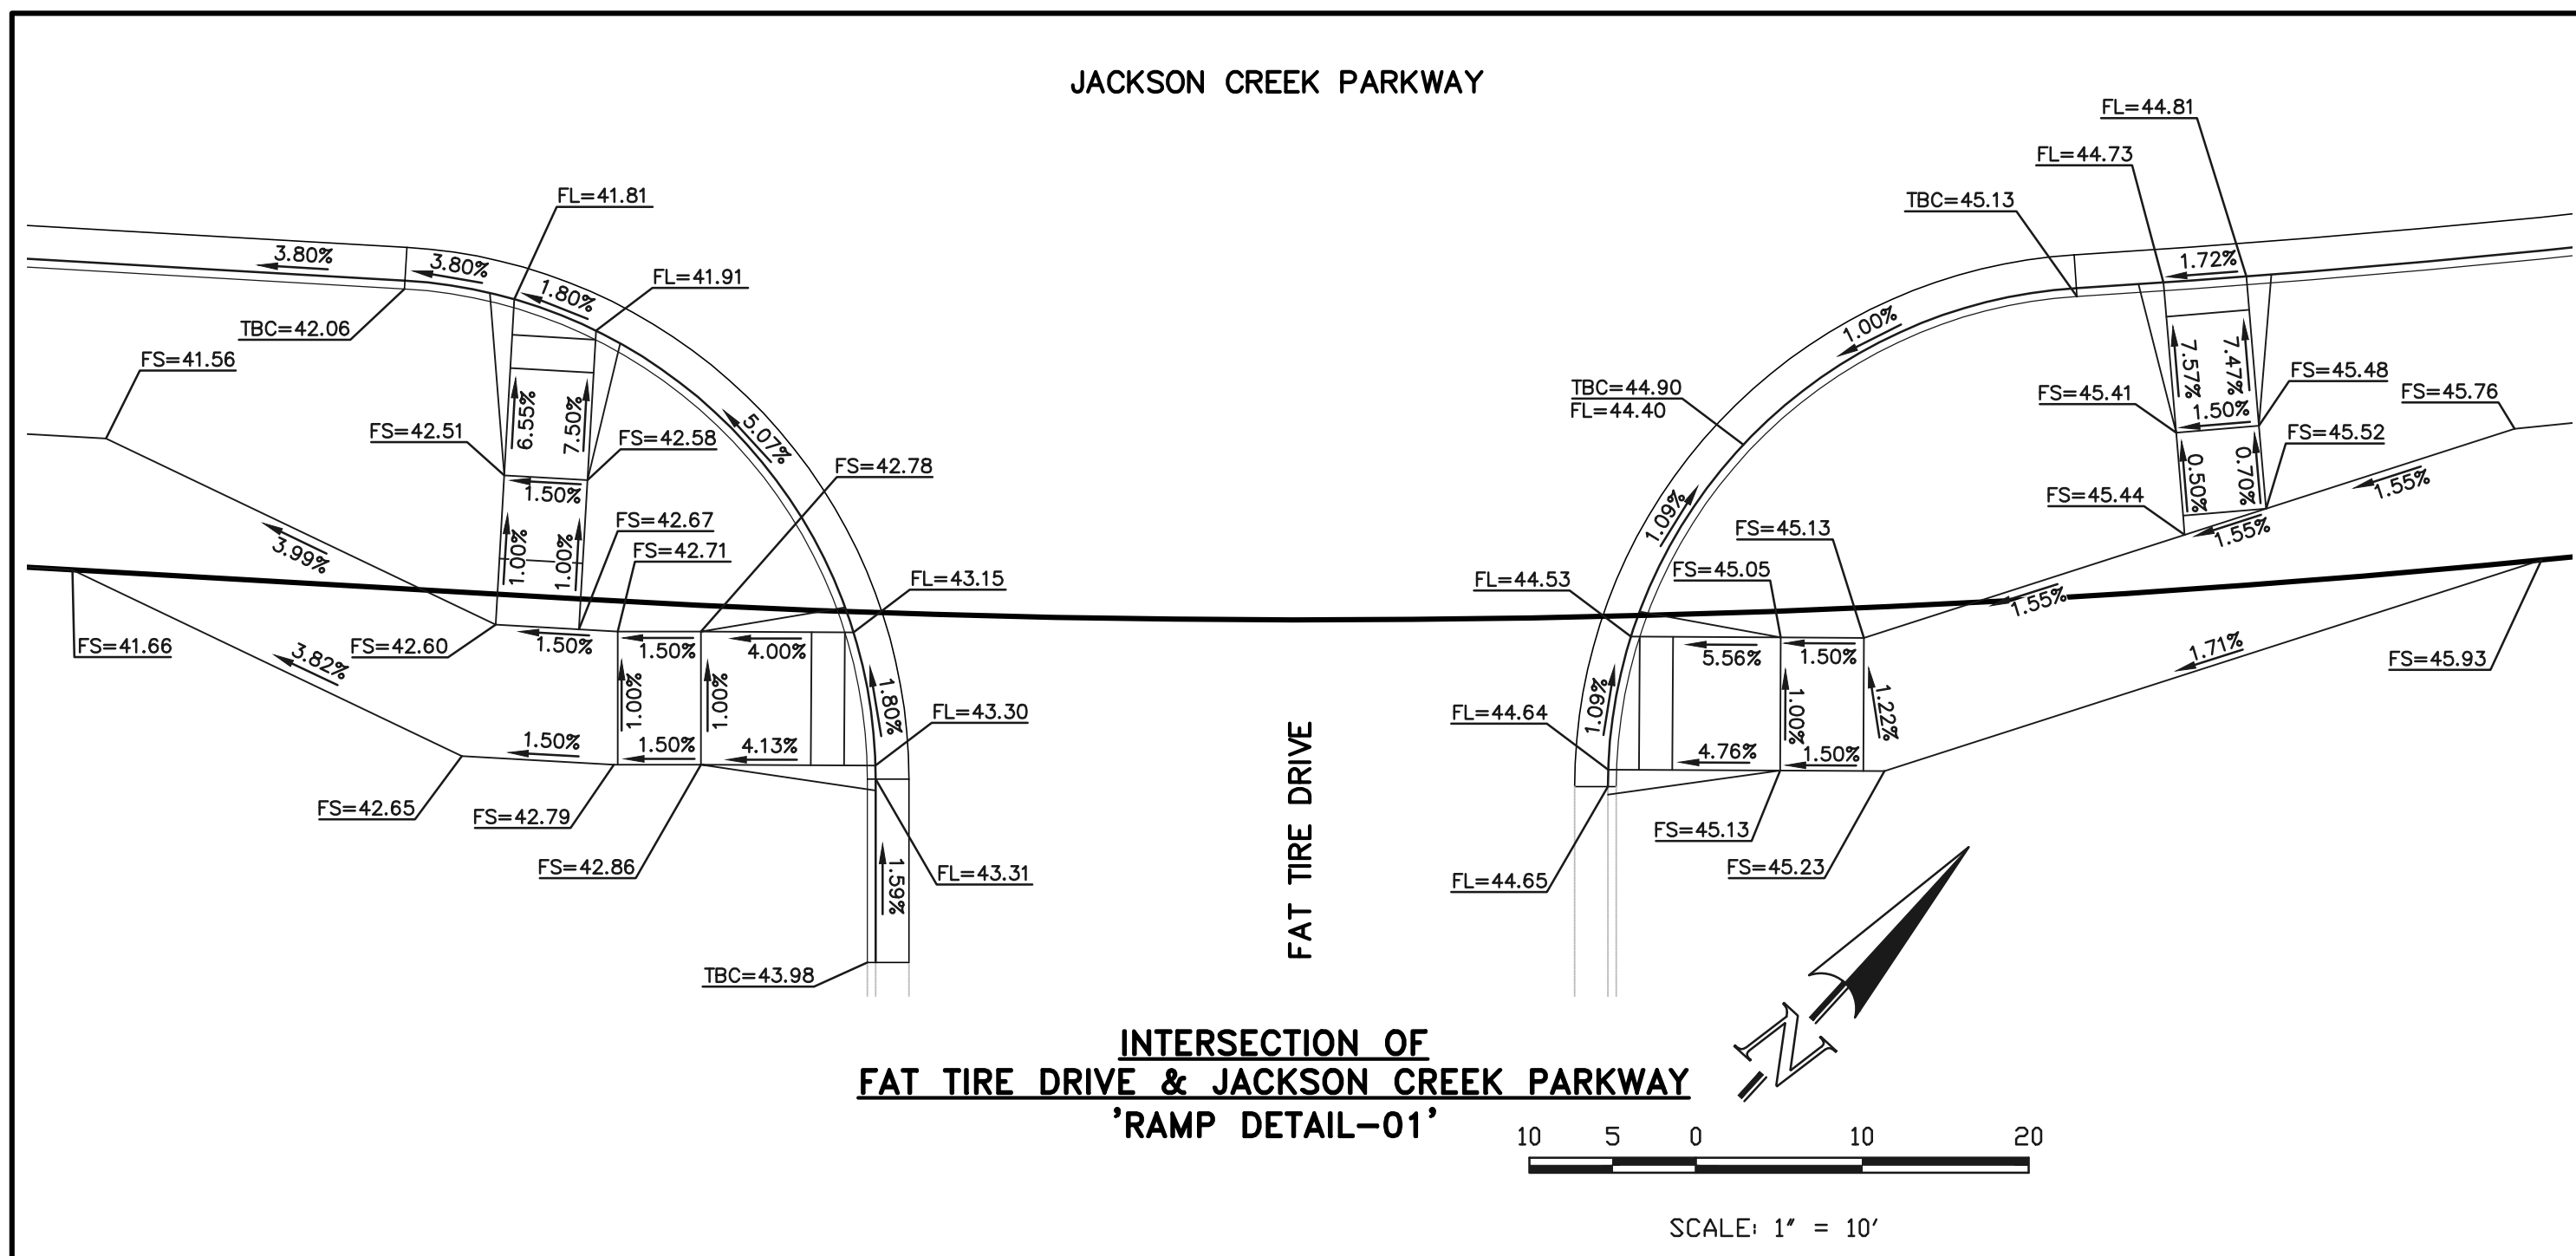 JACKSON CREEK PARKWAY
FL=44.81
FL=44.73
FL=41.81
TBC=45.13
3.80%
3.80%
1.80%
FL=41.91
1.72%
TBC=42.06
1.00%
FS=41.56
7.57%
7.47%
FS=45.48
TBC=44.90
FL=44.40
FS=45.41
FS=45.76
1.50%
6.55%
7.50%
5.07%
FS=42.51
FS=42.58
FS=45.52
FS=42.78
0.50%
0.70%
1.50%
1.55%
FS=45.44
1.09%
FS=42.67
FS=45.13
1.55%
FS=42.71
3.99%
1.00%
1.00%
FL=43.15
FL=44.53
FS=45.05
1.55%
FS=41.66
FS=42.60
1.50%
1.50%
4.00%
5.56%
1.50%
1.71%
FS=45.93
3.82%
1.00%
1.00%
1.80%
1.09%
1.00%
1.22%
FL=43.30
FL=44.64
1.50%
1.50%
4.13%
4.76%
1.50%
FAT TIRE DRIVE
FS=42.65
FS=42.79
FS=45.13
FS=42.86
FL=43.31
FL=44.65
FS=45.23
1.59%
TBC=43.98
N
INTERSECTION OF
FAT TIRE DRIVE & JACKSON CREEK PARKWAY
'RAMP DETAIL-01'
10 5 0 10 20
SCALE: 1" = 10'